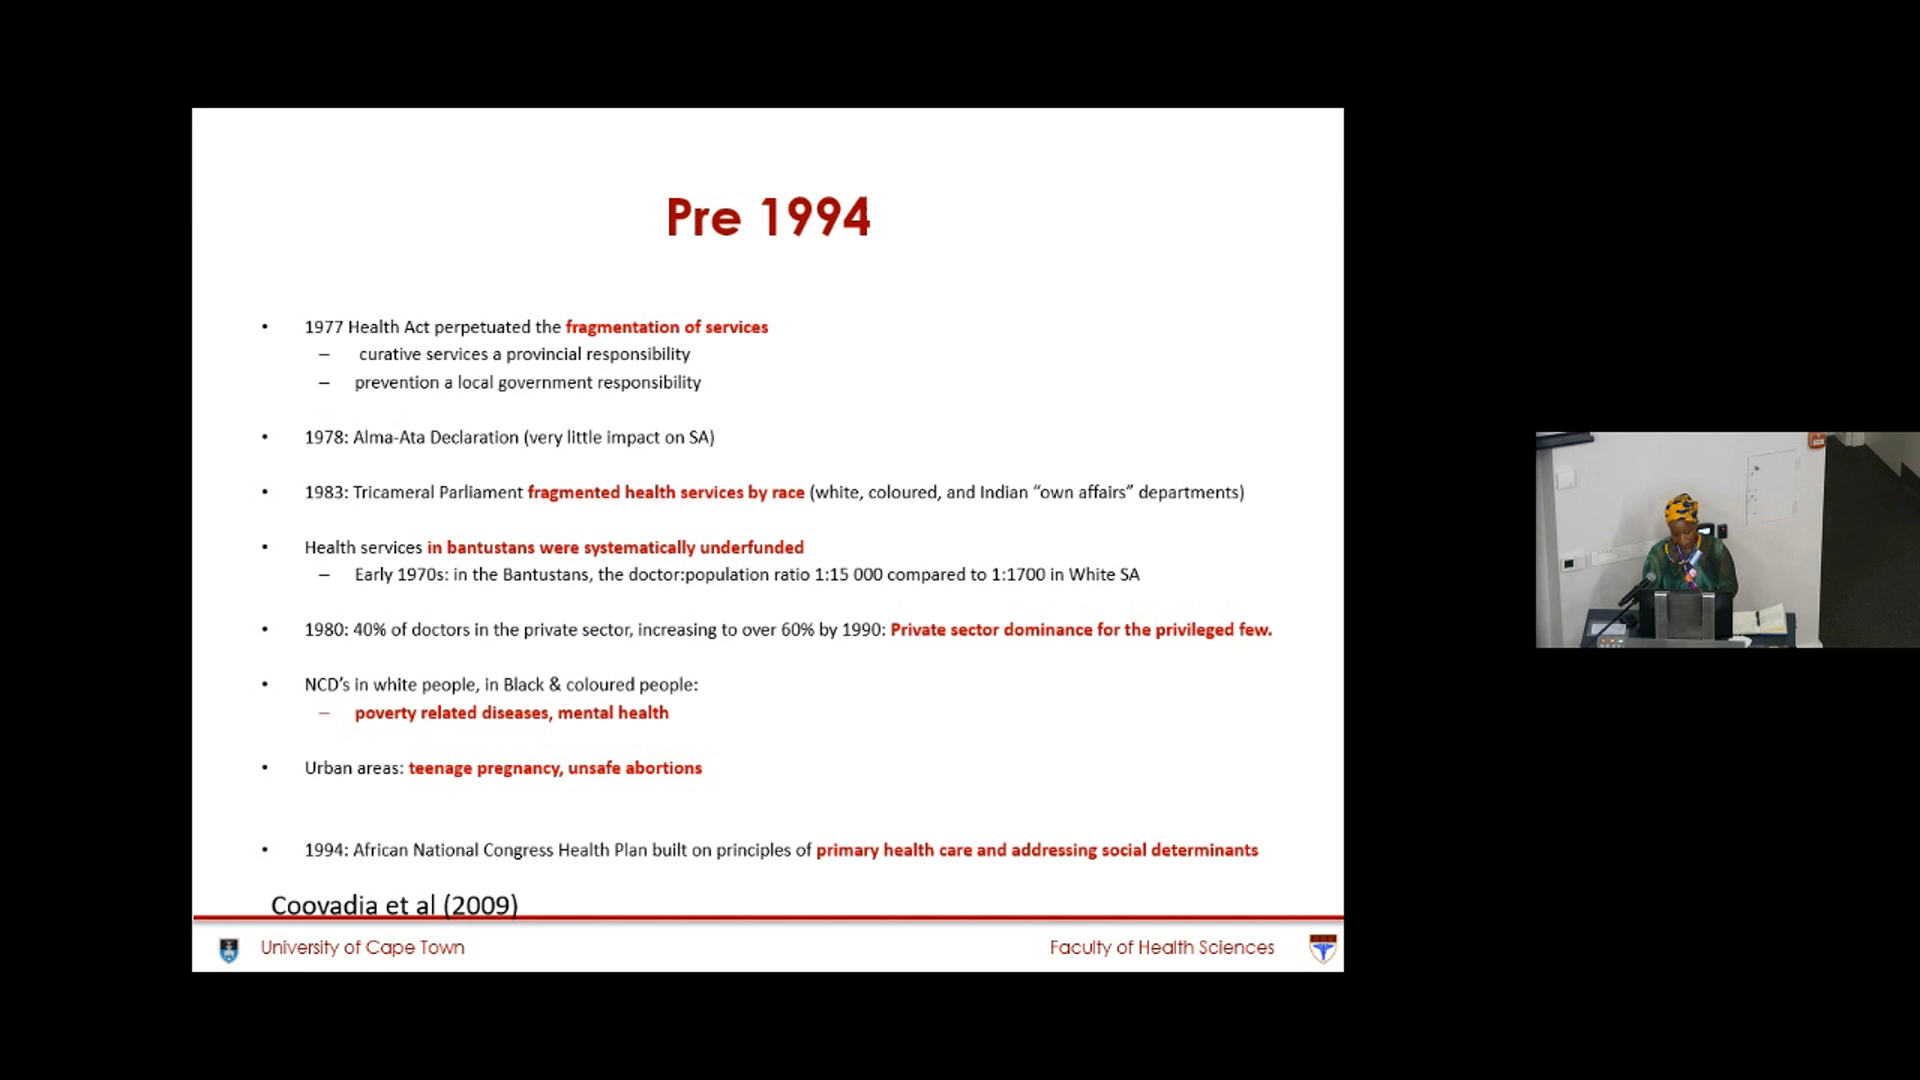 Pre 1994
• 1977 Health Act perpetuated the fragmentation of services
– curative services a provincial responsibility
– prevention a local government responsibility
• 1978: Alma-Ata Declaration (very little impact on SA)
• 1983: Tricameral Parliament fragmented health services by race (white, coloured, and Indian “own affairs” departments)
• Health services in bantustans were systematically underfunded
– Early 1970s: in the Bantustans, the doctor:population ratio 1:15 000 compared to 1:1700 in White SA
• 1980: 40% of doctors in the private sector, increasing to over 60% by 1990: Private sector dominance for the privileged few.
• NCD’s in white people, in Black & coloured people:
– poverty related diseases, mental health
• Urban areas: teenage pregnancy, unsafe abortions
• 1994: African National Congress Health Plan built on principles of primary health care and addressing social determinants
Coovadia et al (2009)
University of Cape Town
Faculty of Health Sciences